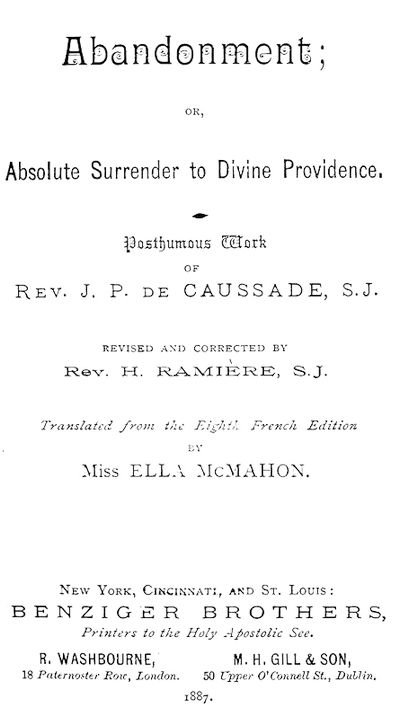 Abandonment;
OR,
Absolute Surrender to Divine Providence.
Posthumous Work
OF
REV. J. P. DE CAUSSADE, S.J.
REVISED AND CORRECTED BY
Rev. H. RAMIÈRE, S.J.
Translated from the Eighth French Edition
BY
Miss ELLA McMAHON.
NEW YORK, CINCINNATI, AND ST. LOUIS:
BENZIGER BROTHERS,
Printers to the Holy Apostolic See.
R. WASHBOURNE, M. H. GILL & SON,
18 Paternoster Row, London. 50 Upper O'Connell St., Dublin.
1887.